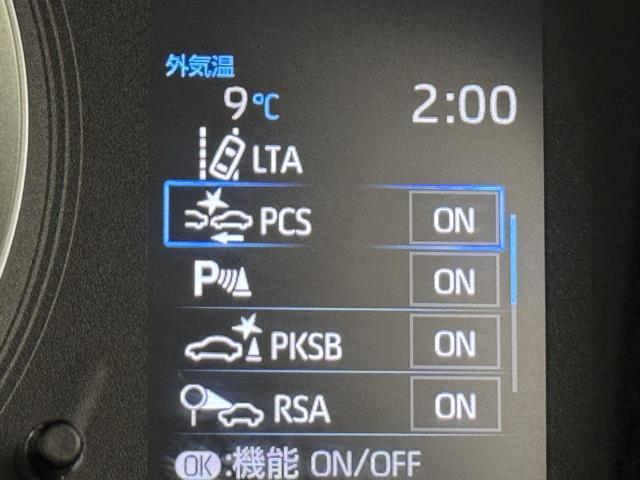 外気温
9℃ 2:00
LTA
PCS ON
P ON
PKSB ON
RSA ON
OK:機能 ON/OFF